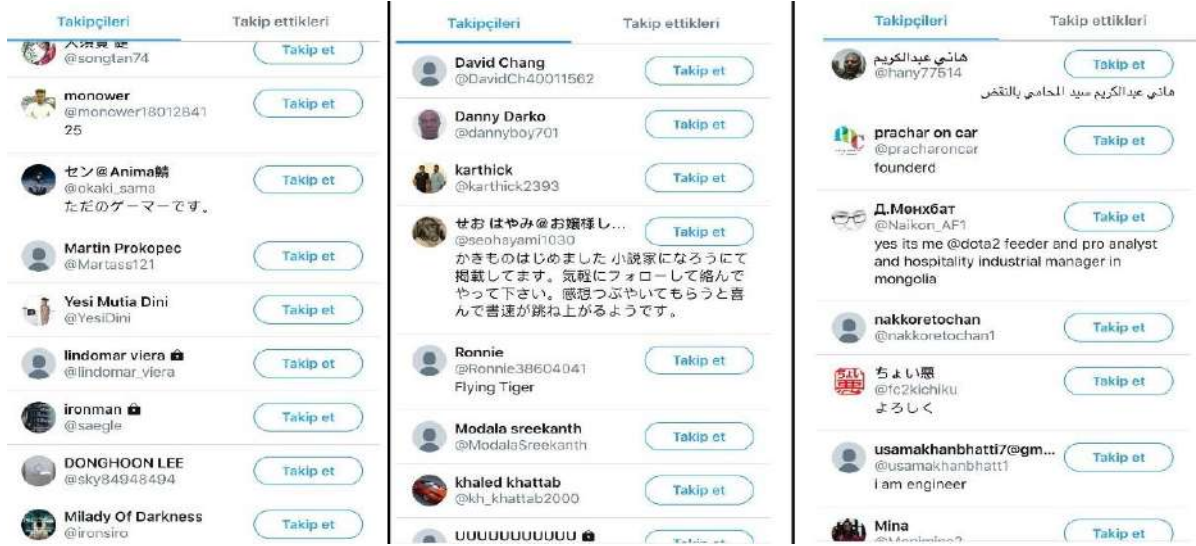 Takipçileri Takip ettikleri
@songtan74
Takip et
monower
@monower18012841
Takip et
25
セン@Anima鯖
@okaki_sama
Takip et
ただのゲーマーです。
Martin Prokopec
@Martass121
Takip et
Yesi Mutia Dini
@YesiDini
Takip et
lindomar viera
@lindomar_viera
Takip et
ironman
@saegle
Takip et
DONGHOON LEE
@sky84948494
Takip et
Milady Of Darkness
@ironsiro
Takip et
Takipçileri Takip ettikleri
David Chang
@DavidCh40011562
Takip et
Danny Darko
@dannyboy701
Takip et
karthick
@karthick2393
Takip et
せお はやみ@お嬢様し...
@seohayami1030
Takip et
かきものはじめました 小説家になろうにて
掲載してます。気軽にフォローして絡んで
やって下さい。感想つぶやいてもらうと喜
んで書速が跳ね上がるようです。
Ronnie
@Ronnie38604041
Takip et
Flying Tiger
Modala sreekanth
@ModalaSreekanth
Takip et
khaled khattab
@kh_khattab2000
Takip et
UUUUUUUUUUU
Takipçileri Takip ettikleri
هاني عبدالكريم
@hany77514
Takip et
هاني عبدالكريم سيد المحامي بالنقض
prachar on car
@pracharoncar
Takip et
founderd
Д.Мөнхбат
@Naikon_AF1
Takip et
yes its me @dota2 feeder and pro analyst
and hospitality industrial manager in
mongolia
nakkoretochan
@nakkoretochan1
Takip et
ちょい悪
@fc2kichiku
Takip et
よろしく
usamakhanbhatti7@gm...
@usamakhanbhatt1
Takip et
i am engineer
Mina
Takip et